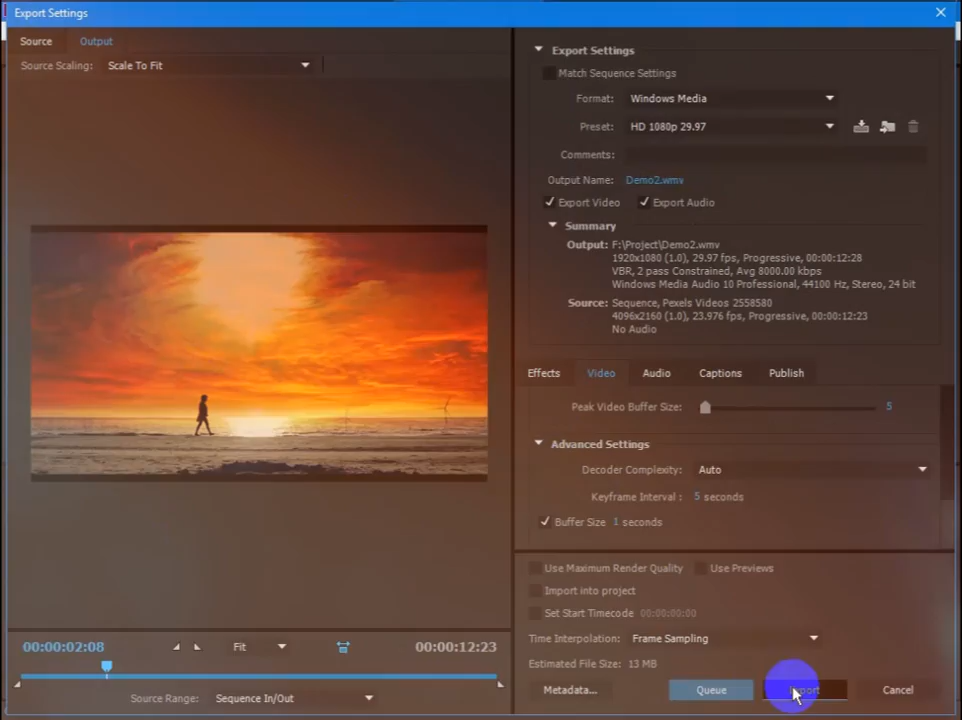 Export Settings
Source Output
Source Scaling: Scale To Fit
Export Settings
Match Sequence Settings
Format: Windows Media
Preset: HD 1080p 29.97
Comments:
Output Name: Demo2.wmv
Export Video Export Audio
Summary
Output: F:\Project\Demo2.wmv
1920x1080 (1.0), 29.97 fps, Progressive, 00:00:12:28
VBR, 2 pass Constrained, Avg 8000.00 kbps
Windows Media Audio 10 Professional, 44100 Hz, Stereo, 24 bit
Source: Sequence, Pexels Videos 2558580
4096x2160 (1.0), 23.976 fps, Progressive, 00:00:12:23
No Audio
Effects Video Audio Captions Publish
Peak Video Buffer Size: 5
Advanced Settings
Decoder Complexity: Auto
Keyframe Interval : 5 seconds
Buffer Size 1 seconds
Use Maximum Render Quality Use Previews
Import into project
Set Start Timecode 00:00:00:00
Time Interpolation: Frame Sampling
Estimated File Size: 13 MB
Metadata... Queue Export Cancel
00:00:02:08 Fit 00:00:12:23
Source Range: Sequence In/Out